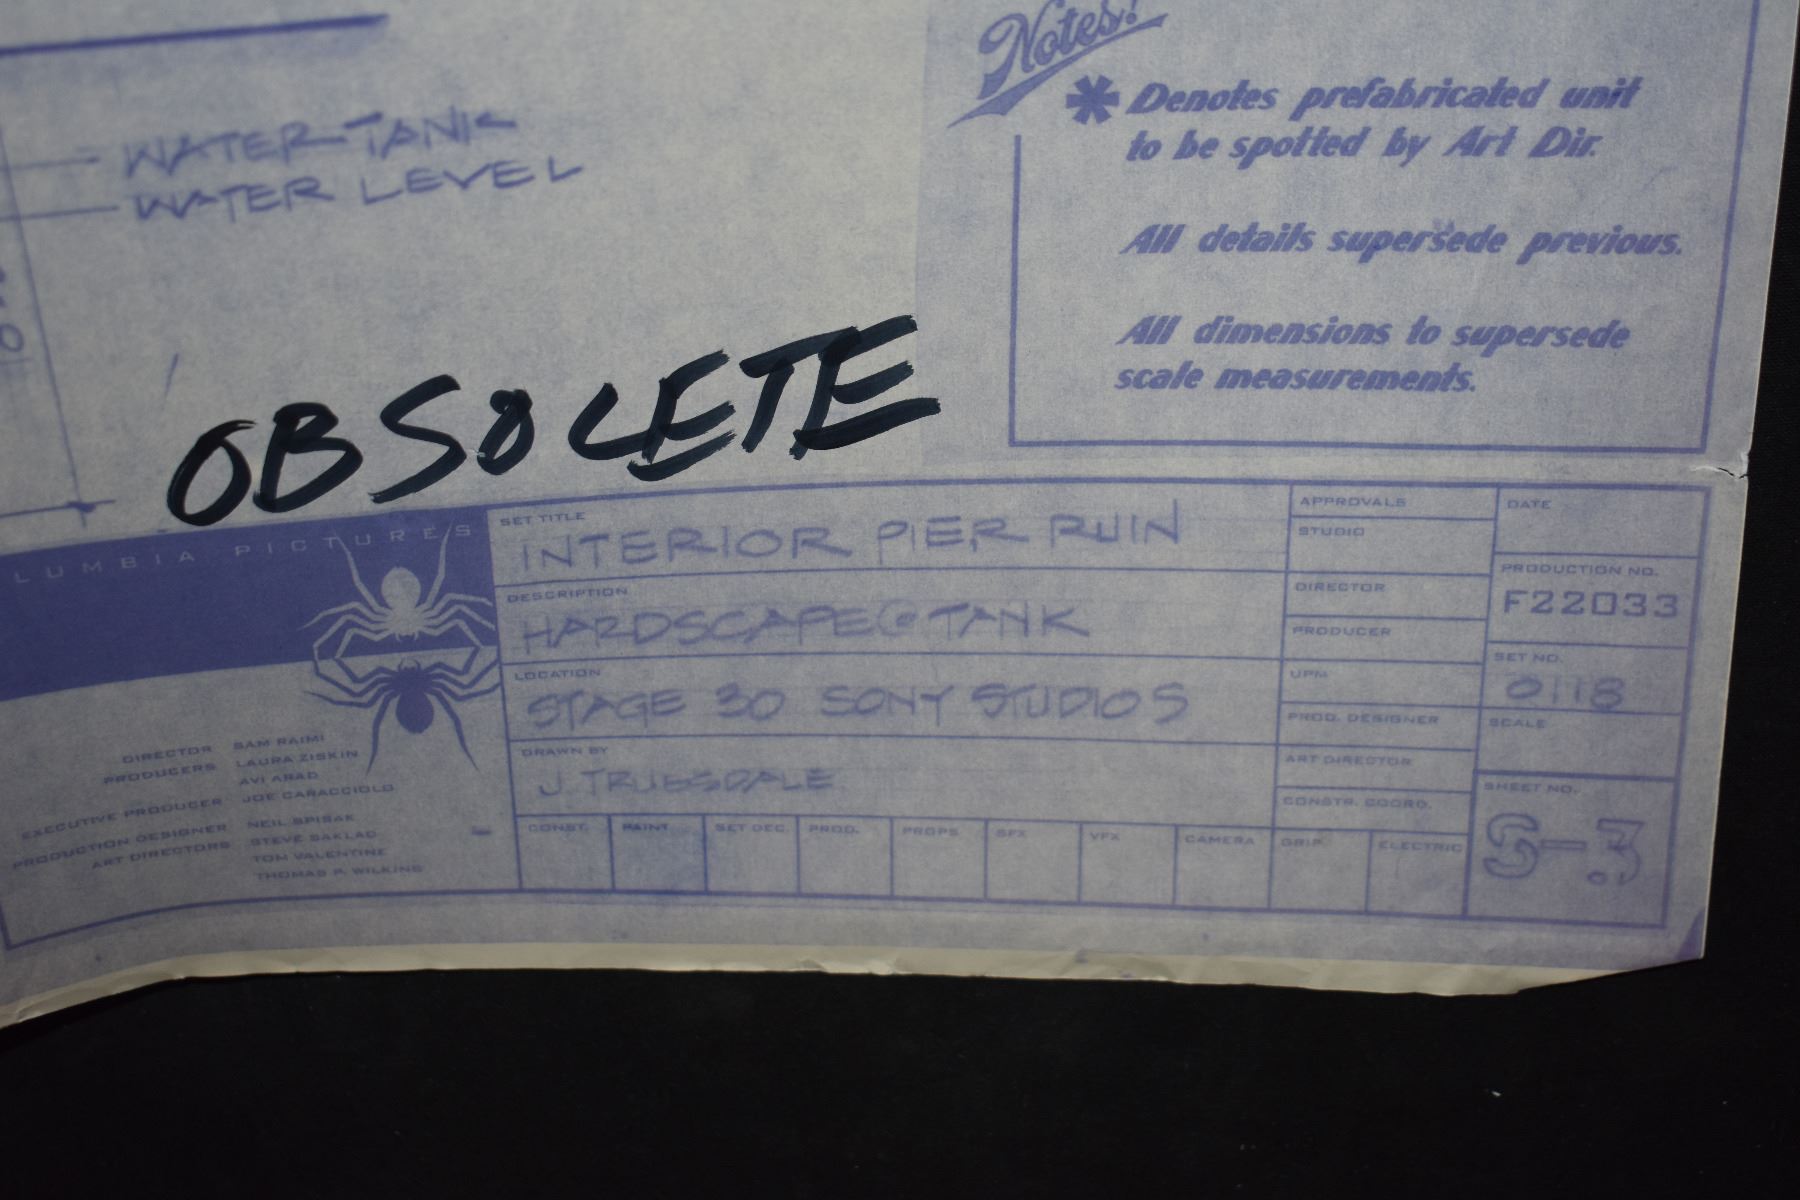 WATER TANK
WATER LEVEL
Notes!
* Denotes prefabricated unit
to be spotted by Art Dir.
All details supersede previous.
All dimensions to supersede
scale measurements.
OBSOLETE
LUMBIA PICTURES
DIRECTOR SAM RAIMI
PRODUCERS LAURA ZISKIN
AVI ARAD
EXECUTIVE PRODUCER JOE CARACCIOLO
PRODUCTION DESIGNER NEIL SPISAK
ART DIRECTORS STEVE SAKLAD
TOM VALENTINE
THOMAS P. WILKINS
SET TITLE
INTERIOR PIER RUIN
DESCRIPTION
HARDSCAPE@TANK
LOCATION
STAGE 30 SONY STUDIOS
DRAWN BY
J. TRUESDALE
CONST. PAINT SET DEC. PROD. PROPS SFX VFX CAMERA GRIP ELECTRIC
APPROVALS
STUDIO
DIRECTOR
PRODUCER
UPM
PROD. DESIGNER
ART DIRECTOR
CONSTR. COORD.
DATE
PRODUCTION NO.
F22033
SET NO.
0118
SCALE
SHEET NO.
S-3